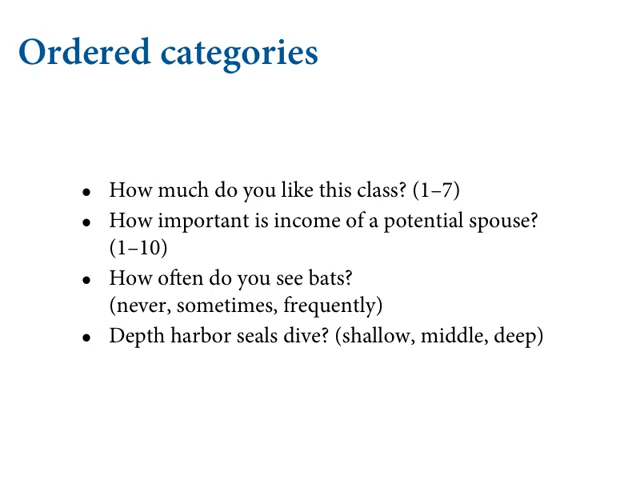 Ordered categories
• How much do you like this class? (1–7)
• How important is income of a potential spouse?
(1–10)
• How often do you see bats?
(never, sometimes, frequently)
• Depth harbor seals dive? (shallow, middle, deep)